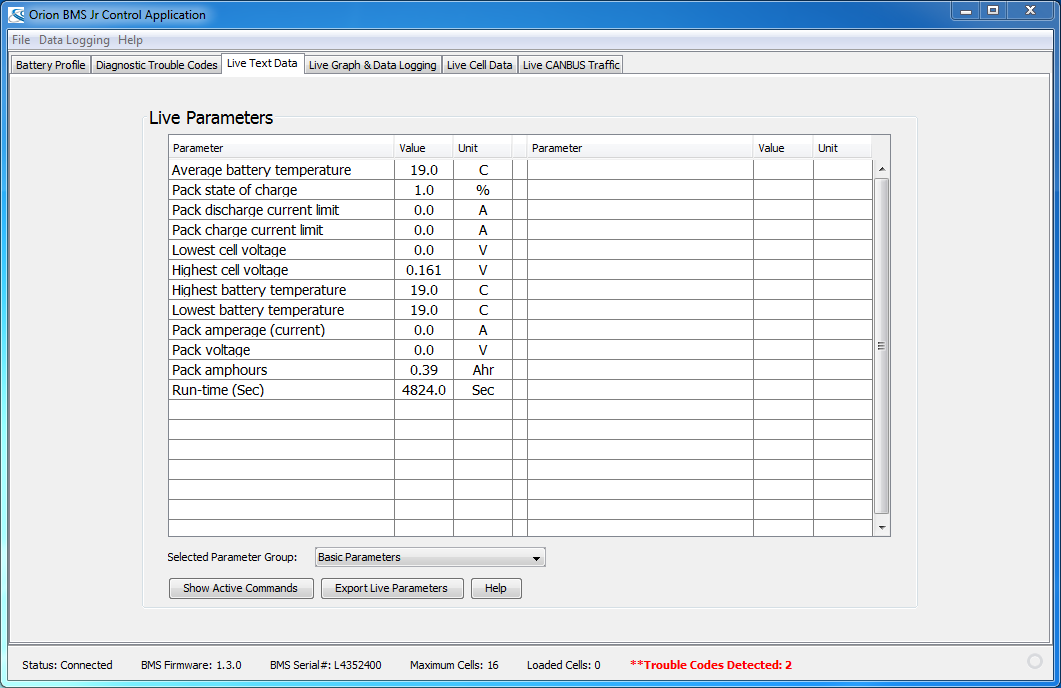 Orion BMS Jr Control Application
File Data Logging Help
Battery Profile Diagnostic Trouble Codes Live Text Data Live Graph & Data Logging Live Cell Data Live CANBUS Traffic
Live Parameters
Parameter Value Unit Parameter Value Unit
Average battery temperature 19.0 C
Pack state of charge 1.0 %
Pack discharge current limit 0.0 A
Pack charge current limit 0.0 A
Lowest cell voltage 0.0 V
Highest cell voltage 0.161 V
Highest battery temperature 19.0 C
Lowest battery temperature 19.0 C
Pack amperage (current) 0.0 A
Pack voltage 0.0 V
Pack amphours 0.39 Ahr
Run-time (Sec) 4824.0 Sec
Selected Parameter Group: Basic Parameters
Show Active Commands Export Live Parameters Help
Status: Connected BMS Firmware: 1.3.0 BMS Serial#: L4352400 Maximum Cells: 16 Loaded Cells: 0 **Trouble Codes Detected: 2